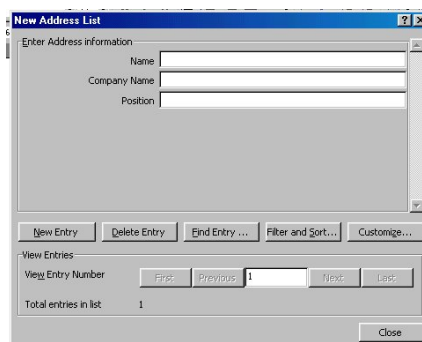 New Address List
Enter Address information
Name
Company Name
Position
New Entry Delete Entry Find Entry ... Filter and Sort... Customize...
View Entries
View Entry Number First Previous 1 Next Last
Total entries in list 1
Close